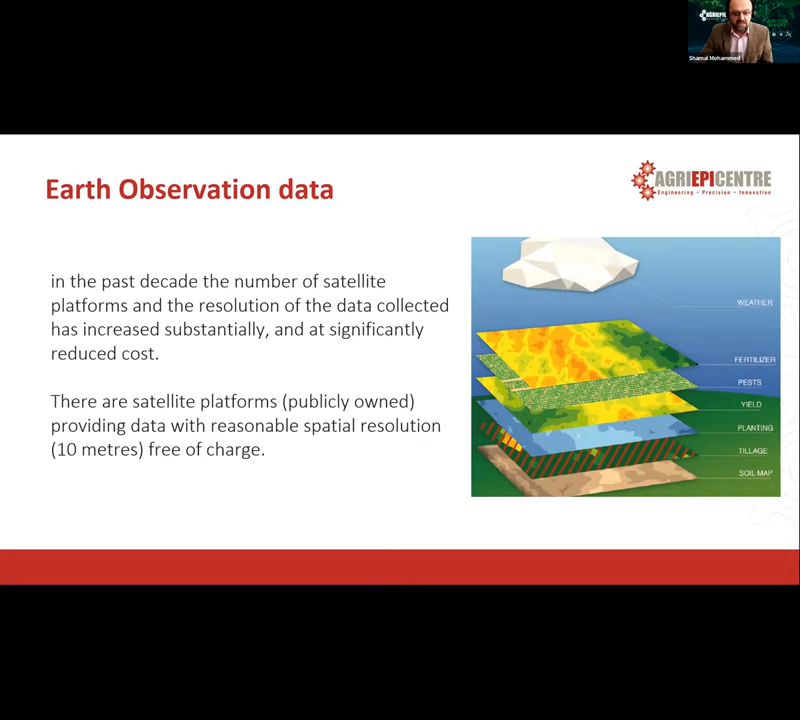 AGRIEPI
Shamal Mohammed
Earth Observation data
AGRIEPICENTRE
Engineering • Precision • Innovation
in the past decade the number of satellite
platforms and the resolution of the data collected
has increased substantially, and at significantly
reduced cost.
There are satellite platforms (publicly owned)
providing data with reasonable spatial resolution
(10 metres) free of charge.
WEATHER
FERTILIZER
PESTS
YIELD
PLANTING
TILLAGE
SOIL MAP